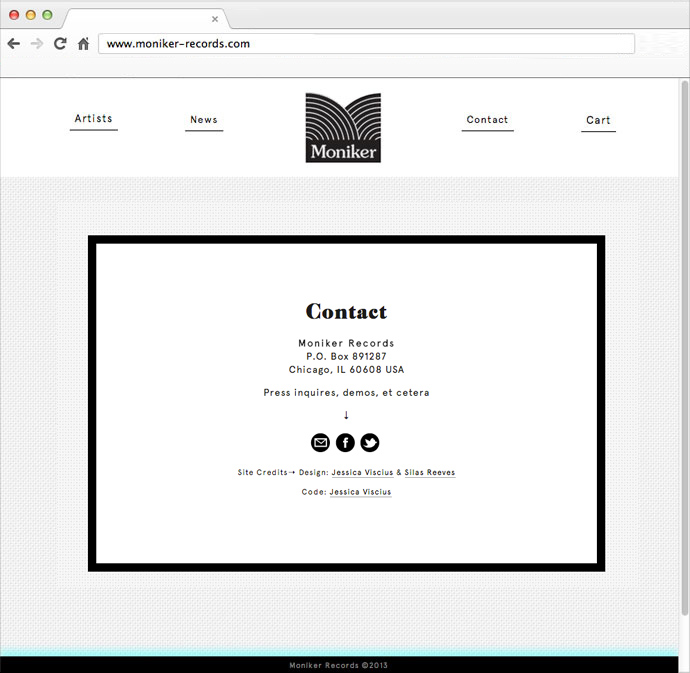 www.moniker-records.com
Artists
News
Moniker
Contact
Cart
Contact
Moniker Records
P.O. Box 891287
Chicago, IL 60608 USA
Press inquires, demos, et cetera
↓
Site Credits→ Design: Jessica Viscius & Silas Reeves
Code: Jessica Viscius
Moniker Records ©2013